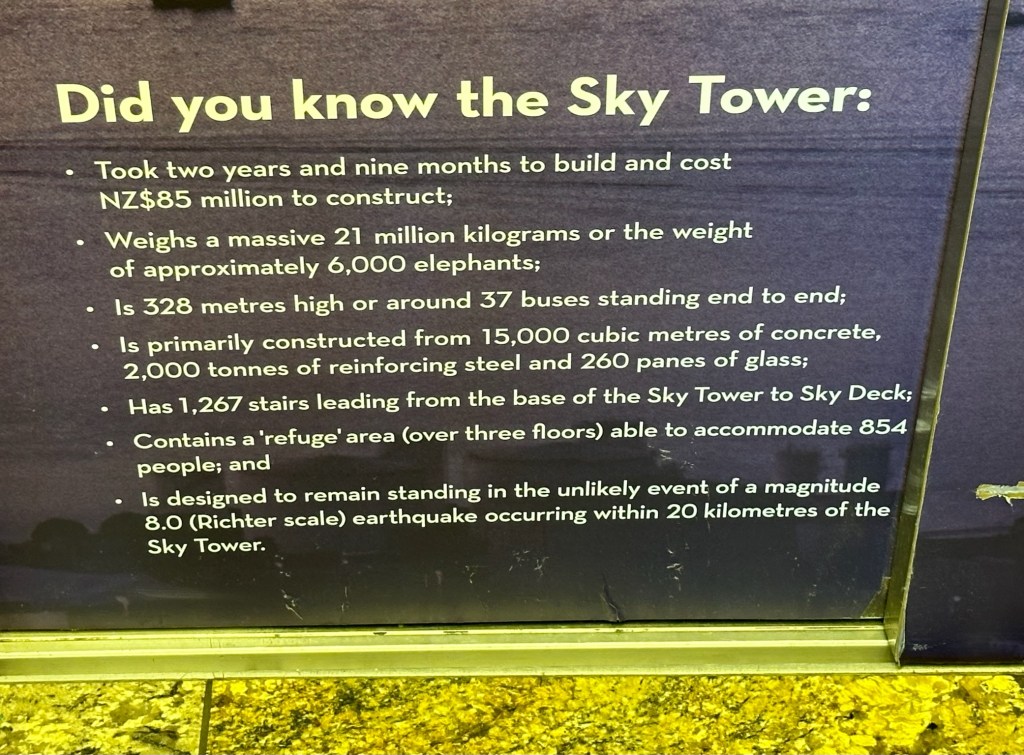 Did you know the Sky Tower:
• Took two years and nine months to build and cost
NZ$85 million to construct;
• Weighs a massive 21 million kilograms or the weight
of approximately 6,000 elephants;
• Is 328 metres high or around 37 buses standing end to end;
• Is primarily constructed from 15,000 cubic metres of concrete,
2,000 tonnes of reinforcing steel and 260 panes of glass;
• Has 1,267 stairs leading from the base of the Sky Tower to Sky Deck;
• Contains a 'refuge' area (over three floors) able to accommodate 854
people; and
• Is designed to remain standing in the unlikely event of a magnitude
8.0 (Richter scale) earthquake occurring within 20 kilometres of the
Sky Tower.